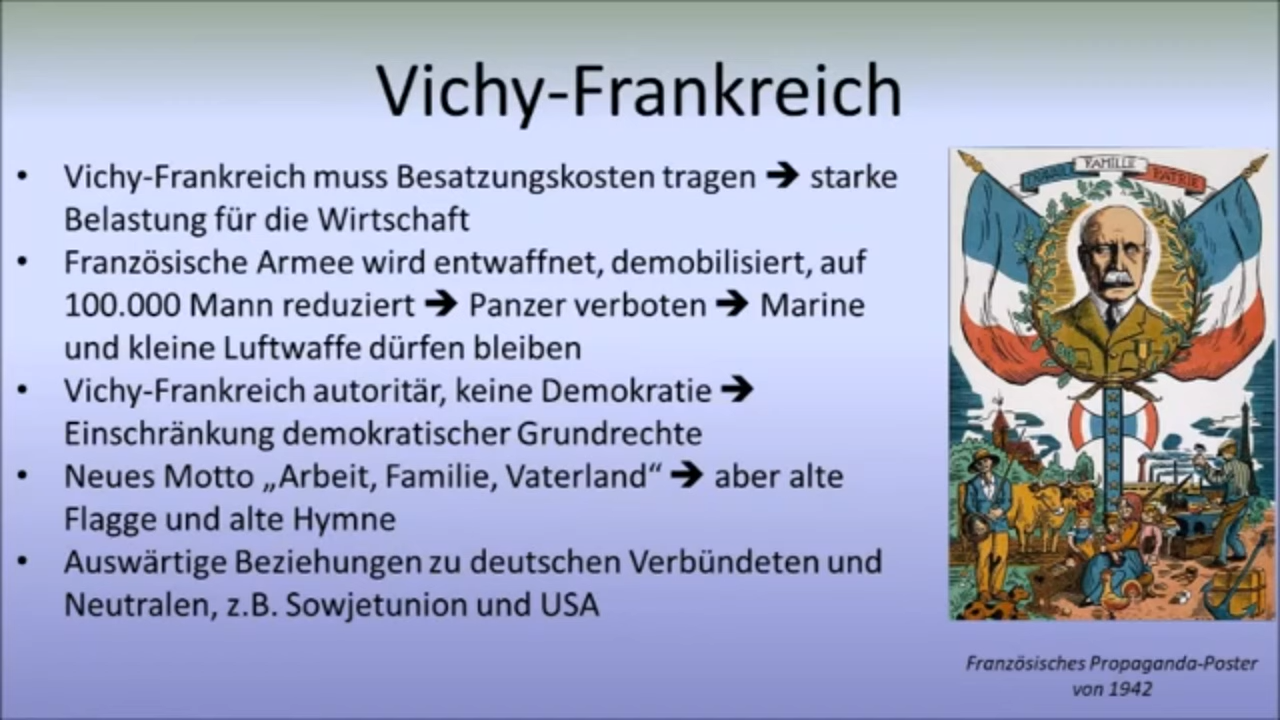 Vichy-Frankreich
• Vichy-Frankreich muss Besatzungskosten tragen ➔ starke
Belastung für die Wirtschaft
• Französische Armee wird entwaffnet, demobilisiert, auf
100.000 Mann reduziert ➔ Panzer verboten ➔ Marine
und kleine Luftwaffe dürfen bleiben
• Vichy-Frankreich autoritär, keine Demokratie ➔
Einschränkung demokratischer Grundrechte
• Neues Motto „Arbeit, Familie, Vaterland“ ➔ aber alte
Flagge und alte Hymne
• Auswärtige Beziehungen zu deutschen Verbündeten und
Neutralen, z.B. Sowjetunion und USA
FAMILLE
PATRIE
Französisches Propaganda-Poster
von 1942